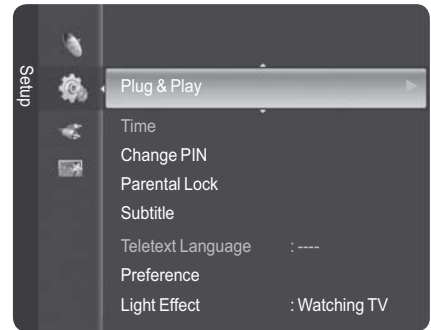 Setup
Plug & Play
Time
Change PIN
Parental Lock
Subtitle
Teletext Language : ----
Preference
Light Effect : Watching TV